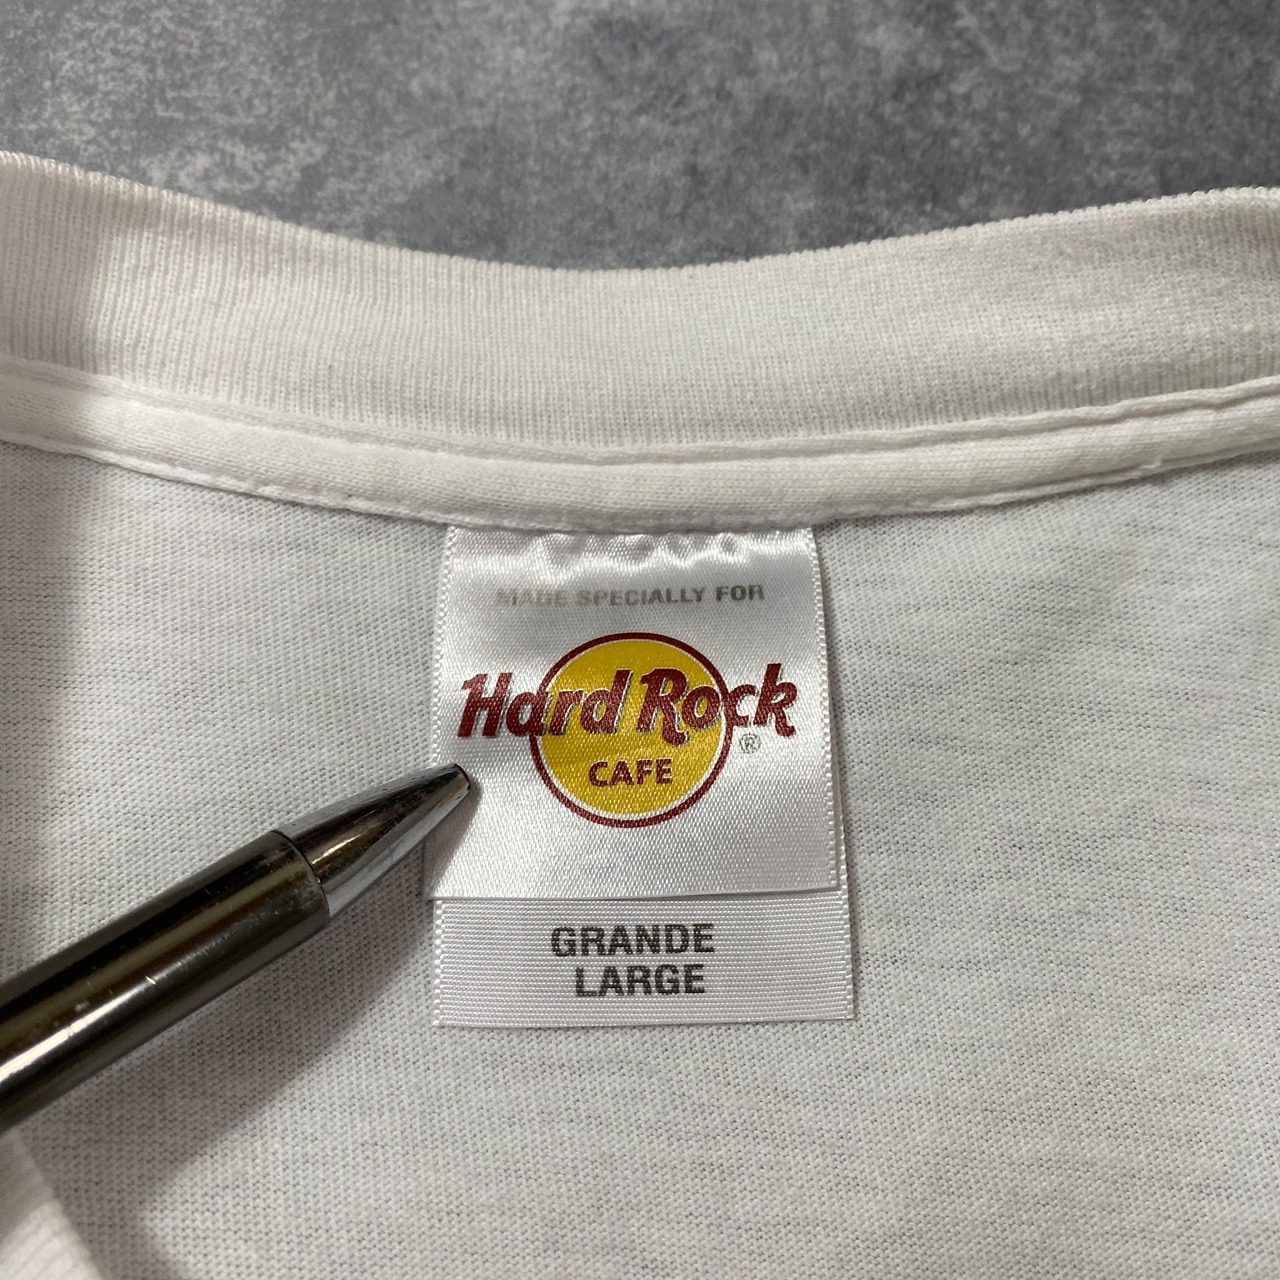 MADE SPECIALLY FOR
Hard Rock
®
CAFE
GRANDE
LARGE